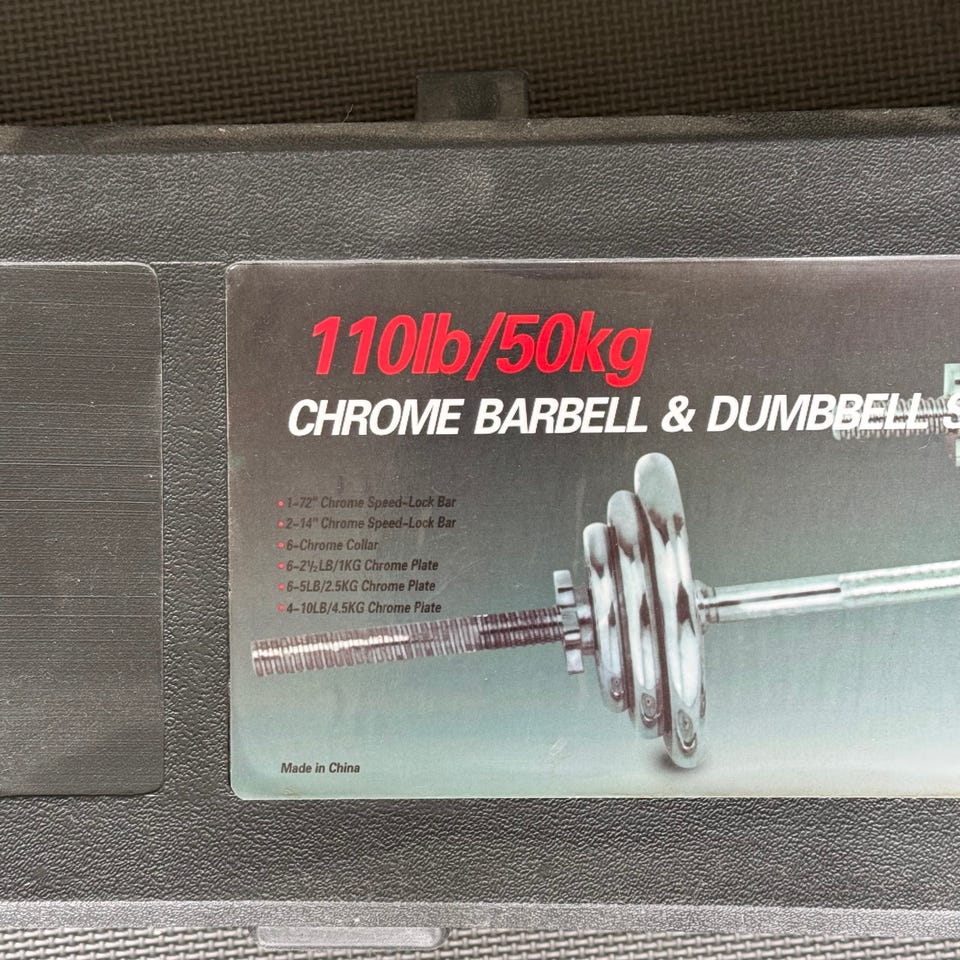 110lb/50kg
CHROME BARBELL & DUMBBELL S
•1-72" Chrome Speed-Lock Bar
•2-14" Chrome Speed-Lock Bar
•6-Chrome Collar
•6-2½LB/1KG Chrome Plate
•6-5LB/2.5KG Chrome Plate
•4-10LB/4.5KG Chrome Plate
Made in China